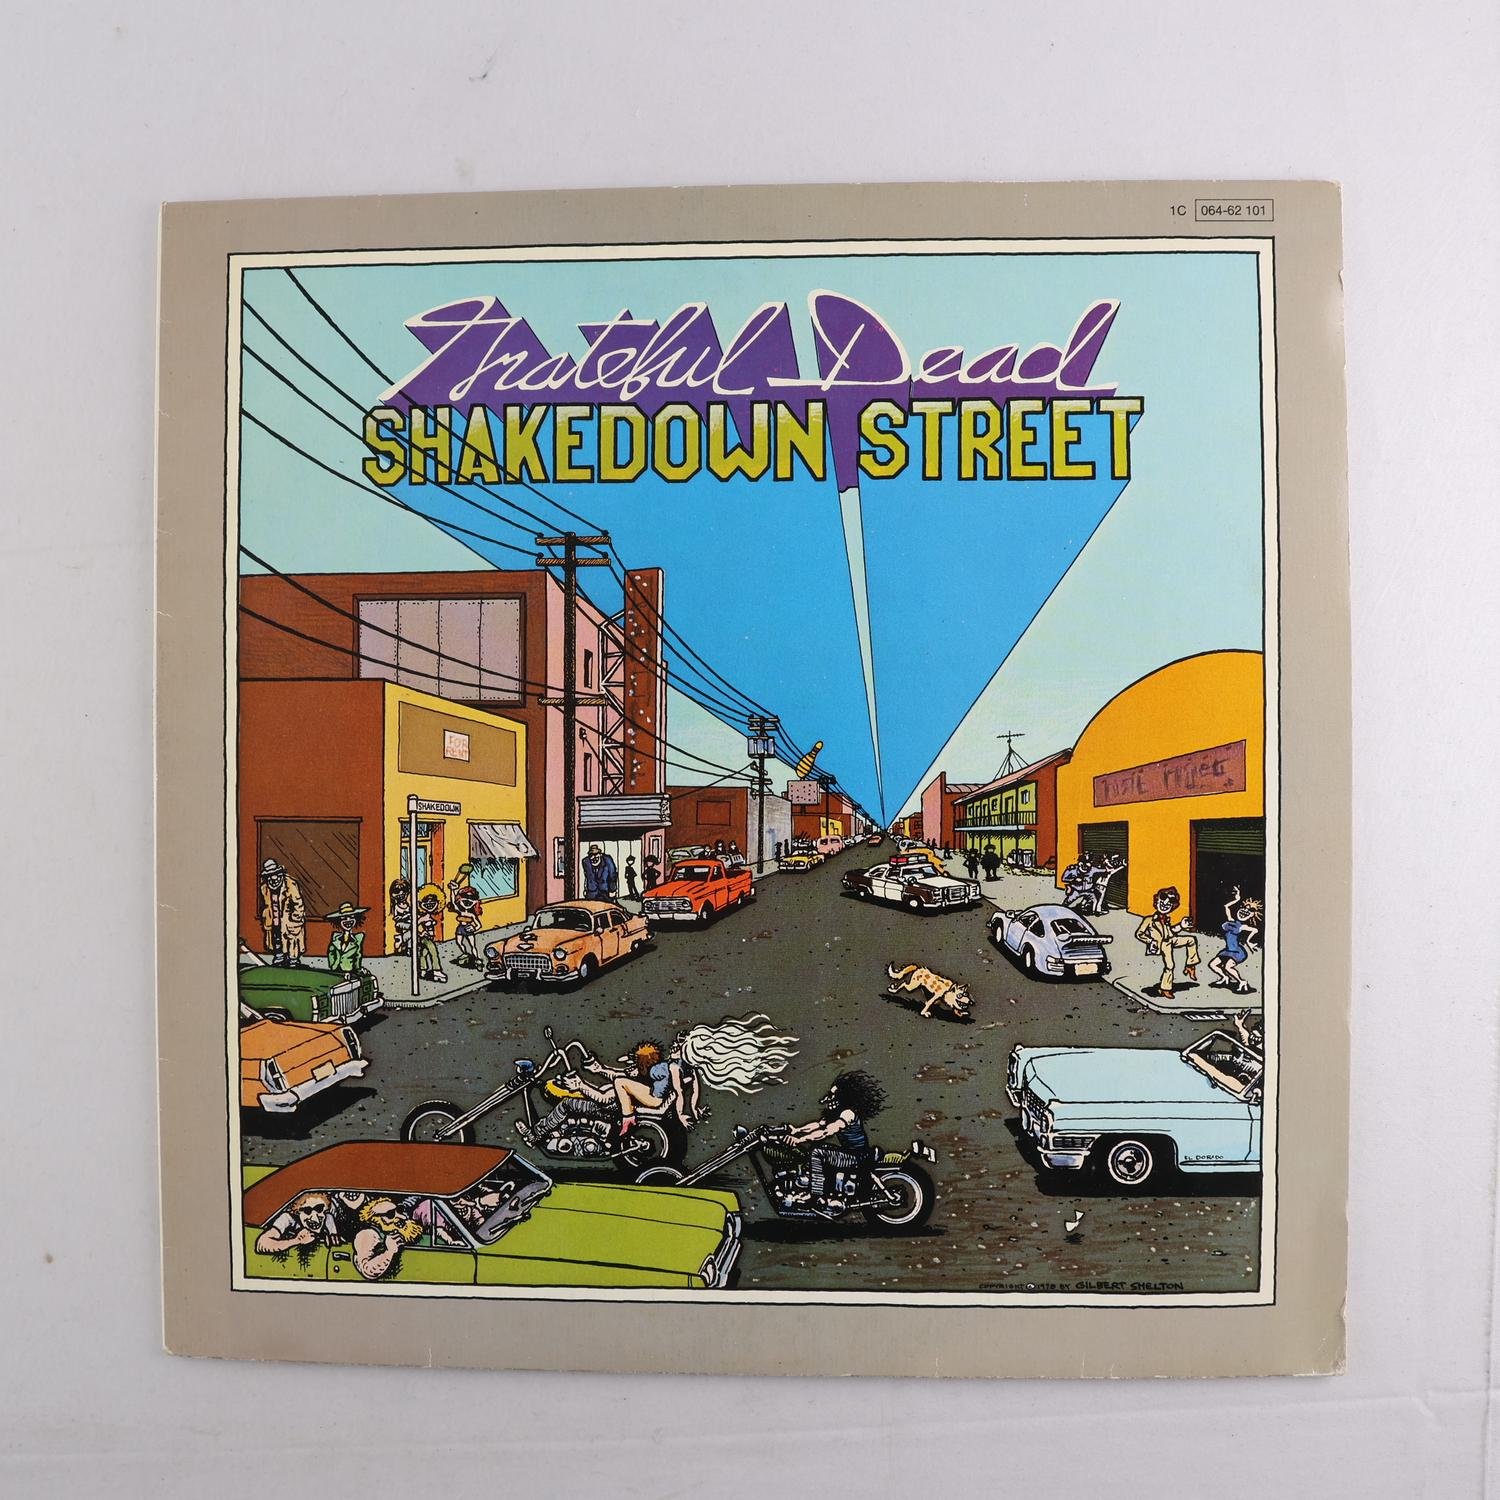 1C 064-62 101
Grateful Dead
SHAKEDOWN STREET
FOR
RENT
SHAKEDOWN
EL DORADO
COPYRIGHT © 1978 BY GILBERT SHELTON